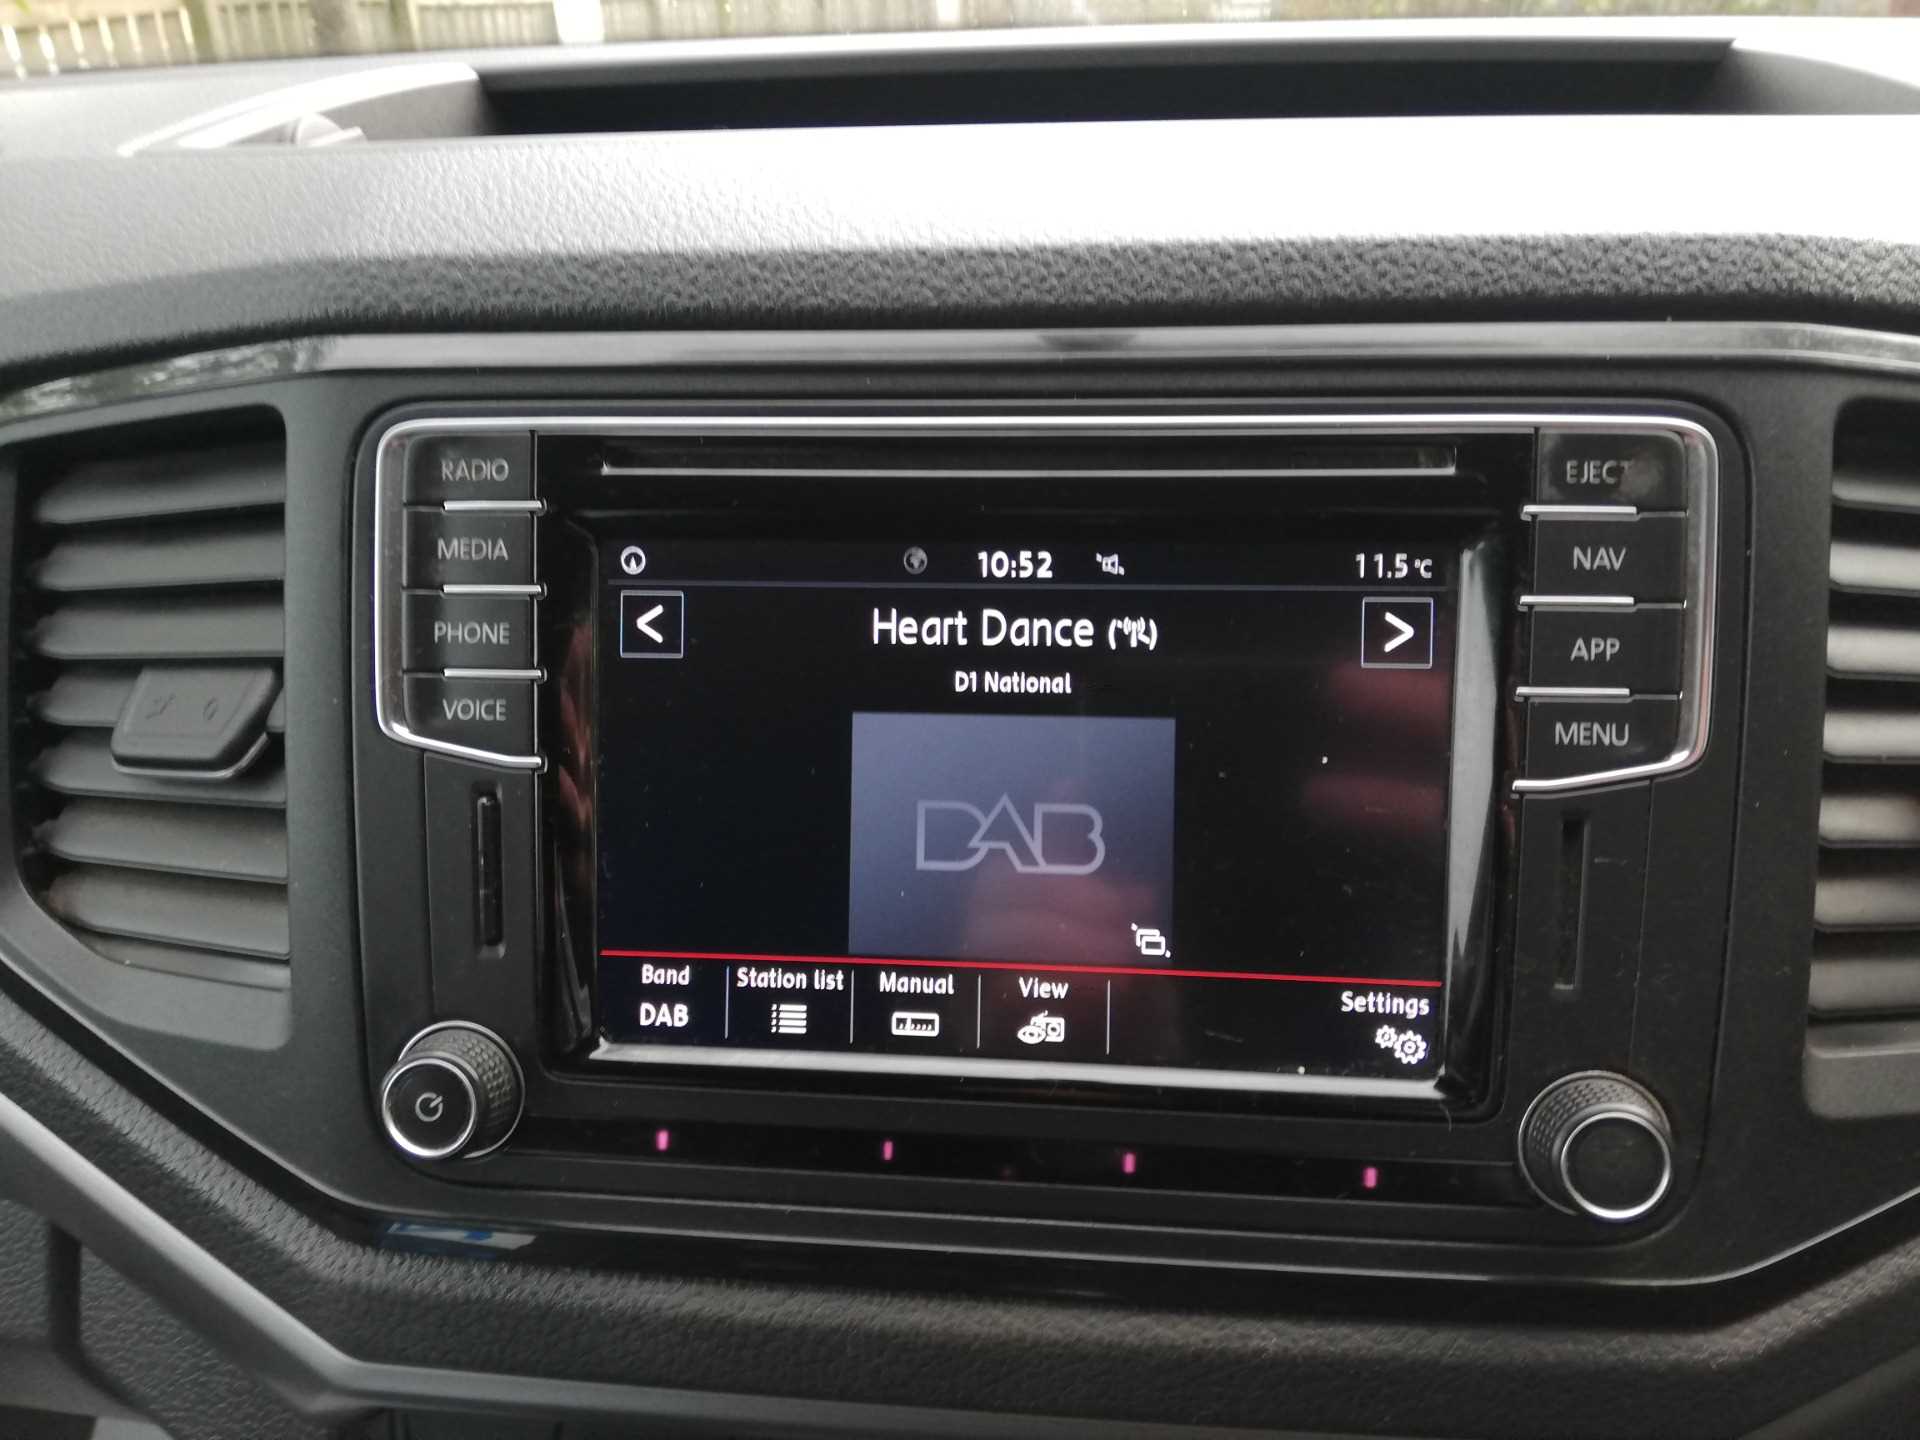 RADIO
MEDIA
PHONE
VOICE
EJECT
NAV
APP
MENU
10:52
11.5 °C
< Heart Dance >
D1 National
DAB
Band
DAB
Station list
Manual
View
Settings